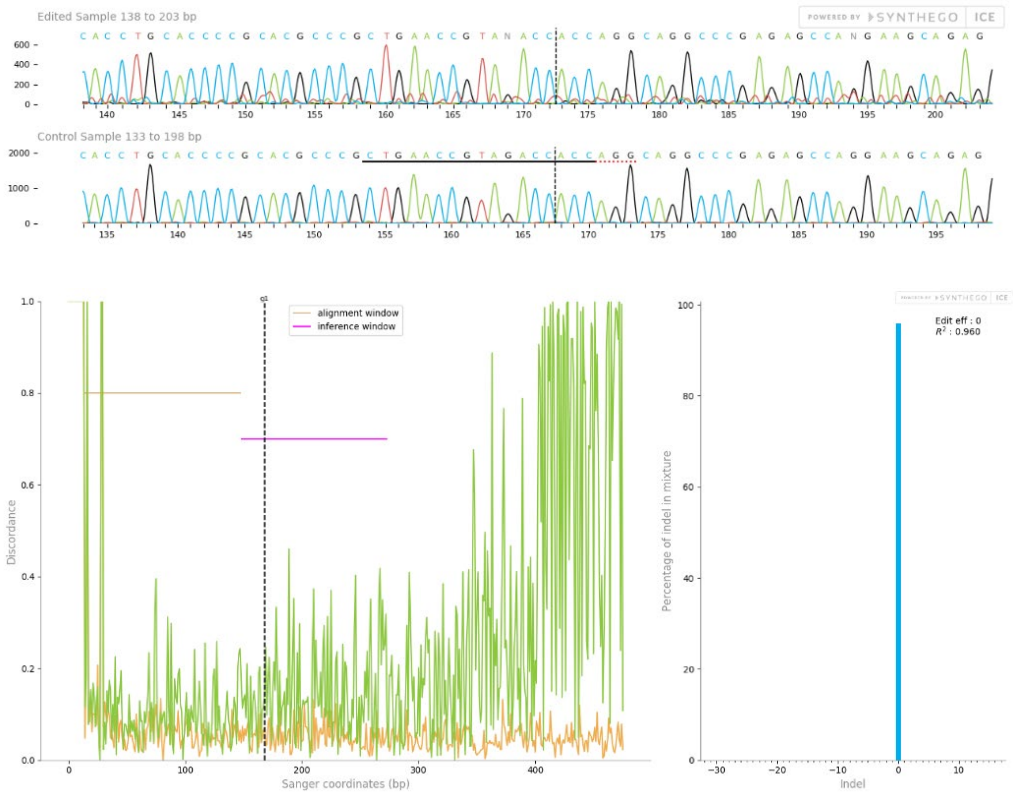 Edited Sample 138 to 203 bp
POWERED BY SYNTHEGO ICE
C A C C T G C A C C C C G C A C G C C C G C T G A A C C G T A N A C C A C C A G G C A G G C C C G A G A G C C A N G A A G C A G A G
600
400
200
0
140 145 150 155 160 165 170 175 180 185 190 195 200
Control Sample 133 to 198 bp
C A C C T G C A C C C C G C A C G C C C G C T G A A C C G T A G A C C A C C A G G C A G G C C C G A G A G C C A G G A A G C A G A G
2000
1000
0
135 140 145 150 155 160 165 170 175 180 185 190 195
g1
alignment window
inference window
1.0
0.8
0.6
0.4
0.2
0.0
Discordance
0 100 200 300 400
Sanger coordinates (bp)
POWERED BY SYNTHEGO ICE
Edit eff : 0
R² : 0.960
100
80
60
40
20
0
Percentage of indel in mixture
−30 −20 −10 0 10
Indel